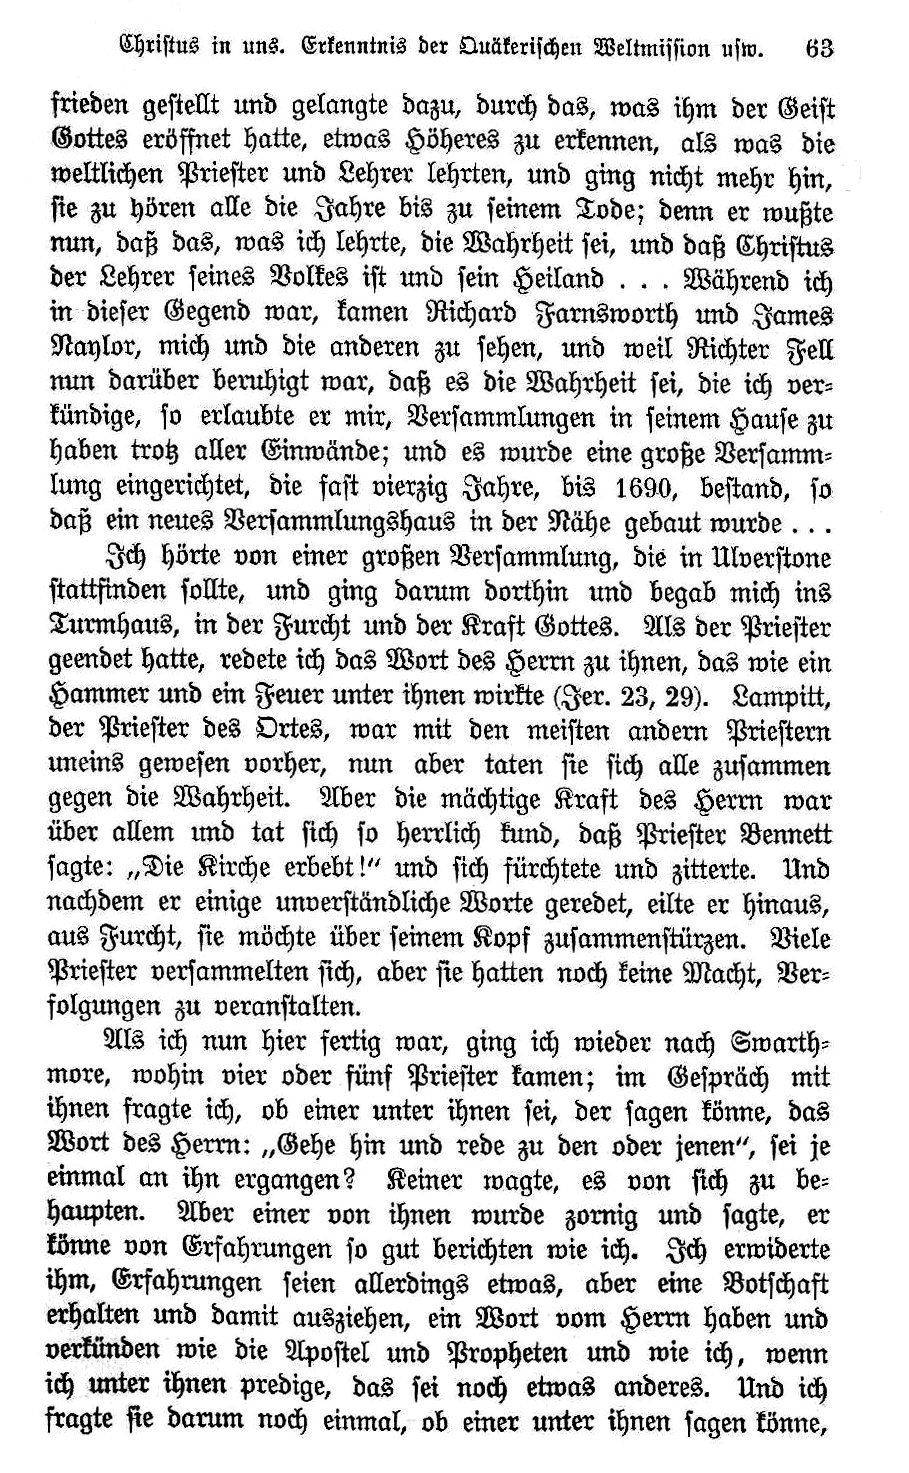 Christus in uns. Erkenntnis der Quäkerischen Weltmission usw. 63
frieden gestellt und gelangte dazu, durch das, was ihm der Geist
Gottes eröffnet hatte, etwas Höheres zu erkennen, als was die
weltlichen Priester und Lehrer lehrten, und ging nicht mehr hin,
sie zu hören alle die Jahre bis zu seinem Tode; denn er wußte
nun, daß das, was ich lehrte, die Wahrheit sei, und daß Christus
der Lehrer seines Volkes ist und sein Heiland . . . Während ich
in dieser Gegend war, kamen Richard Farnsworth und James
Naylor, mich und die anderen zu sehen, und weil Richter Fell
nun darüber beruhigt war, daß es die Wahrheit sei, die ich ver-
kündige, so erlaubte er mir, Versammlungen in seinem Hause zu
haben trotz aller Einwände; und es wurde eine große Versamm-
lung eingerichtet, die fast vierzig Jahre, bis 1690, bestand, so
daß ein neues Versammlungshaus in der Nähe gebaut wurde . . .
Ich hörte von einer großen Versammlung, die in Ulverstone
stattfinden sollte, und ging darum dorthin und begab mich ins
Turmhaus, in der Furcht und der Kraft Gottes. Als der Priester
geendet hatte, redete ich das Wort des Herrn zu ihnen, das wie ein
Hammer und ein Feuer unter ihnen wirkte (Jer. 23, 29). Lampitt,
der Priester des Ortes, war mit den meisten andern Priestern
uneins gewesen vorher, nun aber taten sie sich alle zusammen
gegen die Wahrheit. Aber die mächtige Kraft des Herrn war
über allem und tat sich so herrlich kund, daß Priester Bennett
sagte: „Die Kirche erbebt!“ und sich fürchtete und zitterte. Und
nachdem er einige unverständliche Worte geredet, eilte er hinaus,
aus Furcht, sie möchte über seinem Kopf zusammenstürzen. Viele
Priester versammelten sich, aber sie hatten noch keine Macht, Ver-
folgungen zu veranstalten.
Als ich nun hier fertig war, ging ich wieder nach Swarth-
more, wohin vier oder fünf Priester kamen; im Gespräch mit
ihnen fragte ich, ob einer unter ihnen sei, der sagen könne, das
Wort des Herrn: „Gehe hin und rede zu den oder jenen“, sei je
einmal an ihn ergangen? Keiner wagte, es von sich zu be-
haupten. Aber einer von ihnen wurde zornig und sagte, er
könne von Erfahrungen so gut berichten wie ich. Ich erwiderte
ihm, Erfahrungen seien allerdings etwas, aber eine Botschaft
erhalten und damit ausziehen, ein Wort vom Herrn haben und
verkünden wie die Apostel und Propheten und wie ich, wenn
ich unter ihnen predige, das sei noch etwas anderes. Und ich
fragte sie darum noch einmal, ob einer unter ihnen sagen könne,